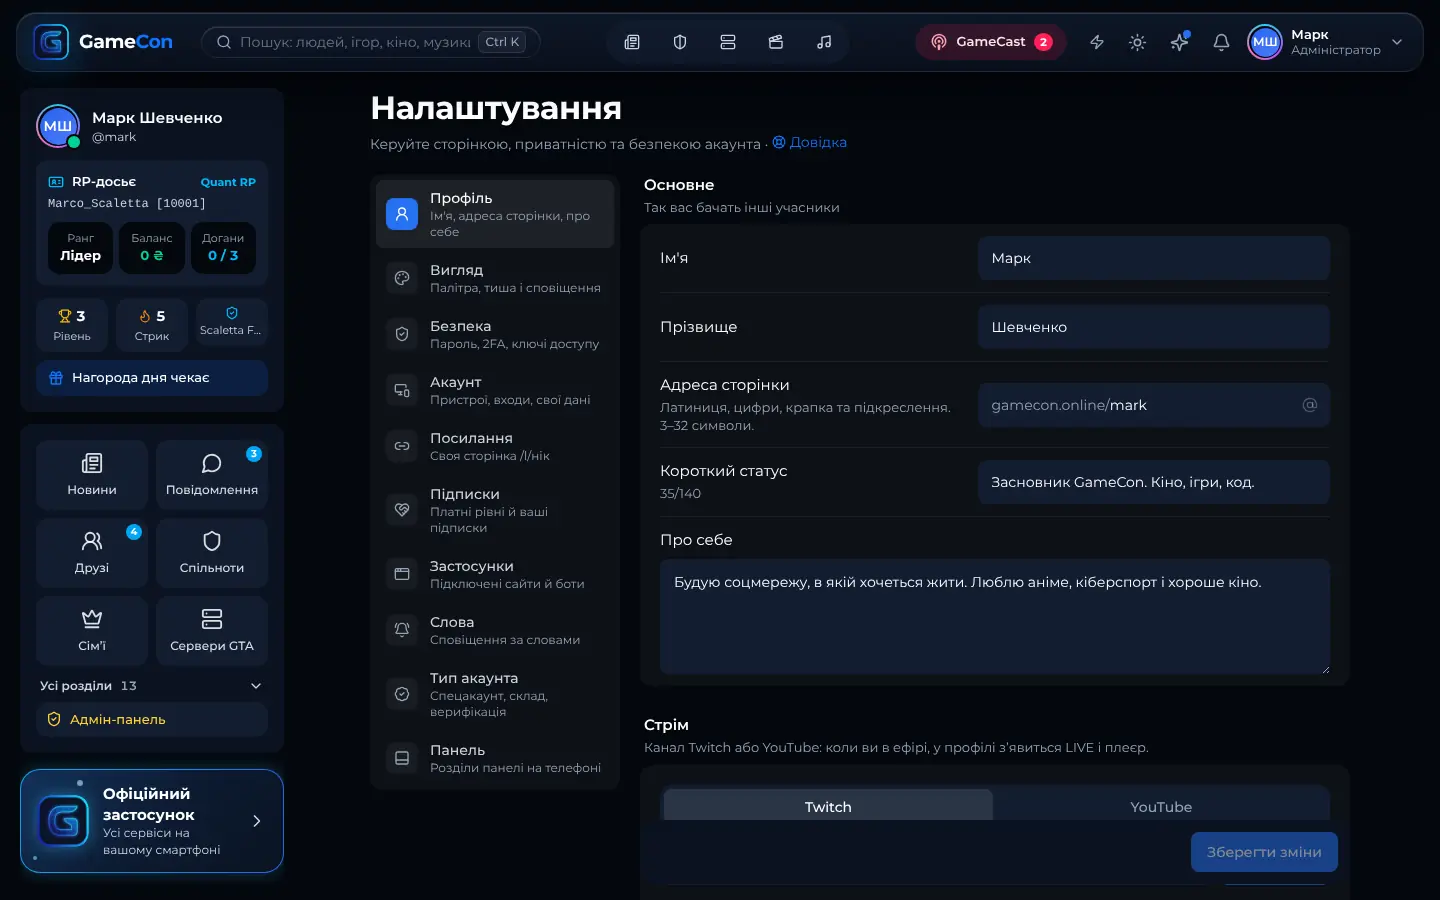 GameCon
Пошук: людей, ігор, кіно, музики
Ctrl K
GameCast 2
МШ
Марк
Адміністратор
МШ
Марк Шевченко
@mark
RP-досьє
Quant RP
Marco_Scaletta [10001]
Ранг
Лідер
Баланс
0 ₴
Догани
0 / 3
3
Рівень
5
Стрик
Scaletta F...
Нагорода дня чекає
Новини
Повідомлення
3
Друзі
4
Спільноти
Сім'ї
Сервери GTA
Усі розділи 13
Адмін-панель
Офіційний
застосунок
Усі сервіси на
вашому смартфоні
Налаштування
Керуйте сторінкою, приватністю та безпекою акаунта · Довідка
Профіль
Ім'я, адреса сторінки, про
себе
Вигляд
Палітра, тиша і сповіщення
Безпека
Пароль, 2FA, ключі доступу
Акаунт
Пристрої, входи, свої дані
Посилання
Своя сторінка /l/нік
Підписки
Платні рівні й ваші
підписки
Застосунки
Підключені сайти й боти
Слова
Сповіщення за словами
Тип акаунта
Спецакаунт, склад,
верифікація
Панель
Розділи панелі на телефоні
Основне
Так вас бачать інші учасники
Ім'я
Марк
Прізвище
Шевченко
Адреса сторінки
Латиниця, цифри, крапка та підкреслення.
3–32 символи.
gamecon.online/mark
@
Короткий статус
35/140
Засновник GameCon. Кіно, ігри, код.
Про себе
Будую соцмережу, в якій хочеться жити. Люблю аніме, кіберспорт і хороше кіно.
Стрім
Канал Twitch або YouTube: коли ви в ефірі, у профілі з'явиться LIVE і плеєр.
Twitch
YouTube
Зберегти зміни